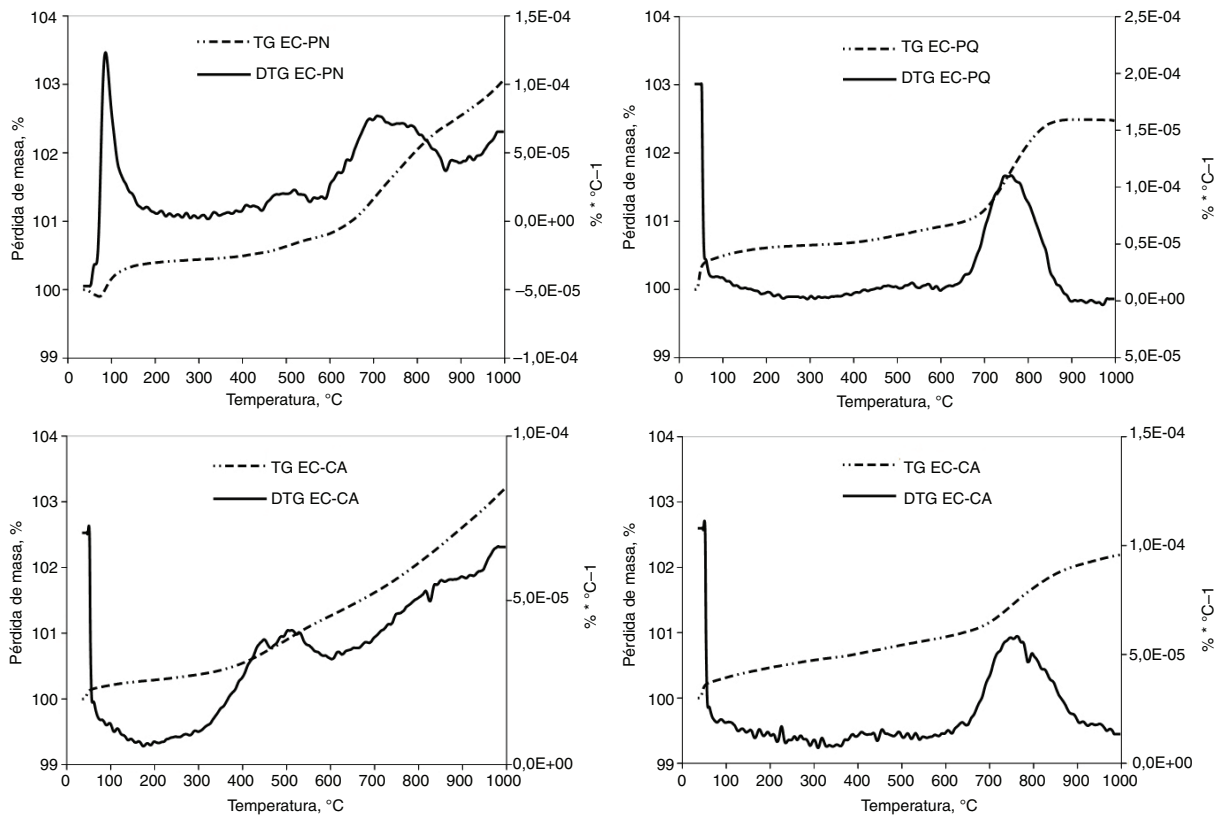 104
103
102
101
100
99
Pérdida de masa, %
TG EC-PN
DTG EC-PN
1,5E-04
1,0E-04
5,0E-05
0,0E+00
–5,0E-05
–1,0E-04
% * °C–1
0 100 200 300 400 500 600 700 800 900 1000
Temperatura, °C
104
103
102
101
100
99
Pérdida de masa, %
TG EC-PQ
DTG EC-PQ
2,5E-04
2,0E-04
1,5E-05
1,0E-04
0,5E-05
0,0E+00
5,0E-05
% * °C–1
0 100 200 300 400 500 600 700 800 900 1000
Temperatura, °C
104
103
102
101
100
99
Pérdida de masa, %
TG EC-CA
DTG EC-CA
1,0E-04
5,0E-05
0,0E+00
% * °C–1
0 100 200 300 400 500 600 700 800 900 1000
Temperatura, °C
104
103
102
101
100
99
Pérdida de masa, %
TG EC-CA
DTG EC-CA
1,5E-04
1,0E-04
5,0E-05
0,0E+00
% * °C–1
0 100 200 300 400 500 600 700 800 900 1000
Temperatura, °C